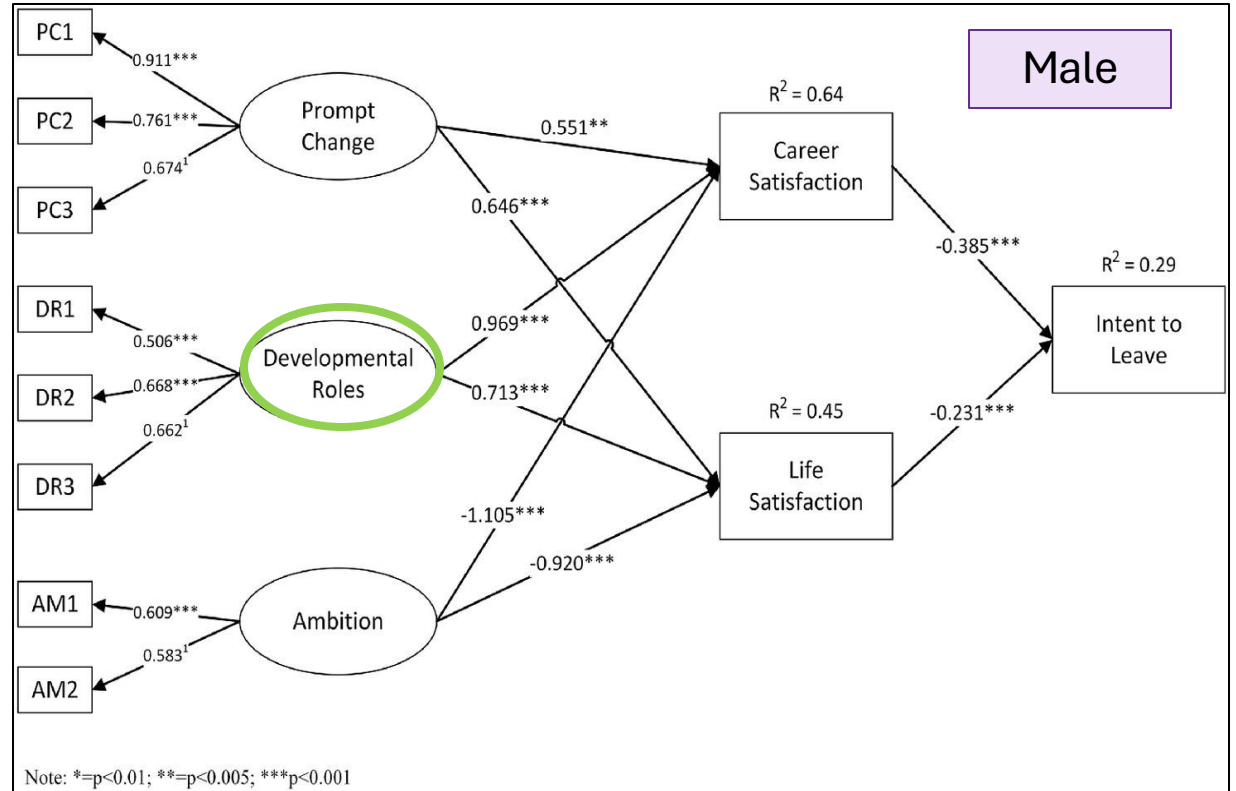 PC1
0.911***
PC2
0.761***
PC3
0.674¹
Prompt
Change
DR1
0.506***
DR2
0.668***
DR3
0.662¹
Developmental
Roles
AM1
0.609***
AM2
0.583¹
Ambition
0.551**
0.646***
0.969***
0.713***
-1.105***
-0.920***
R² = 0.64
Career
Satisfaction
R² = 0.45
Life
Satisfaction
-0.385***
-0.231***
Male
R² = 0.29
Intent to
Leave
Note: *=p<0.01; **=p<0.005; ***p<0.001